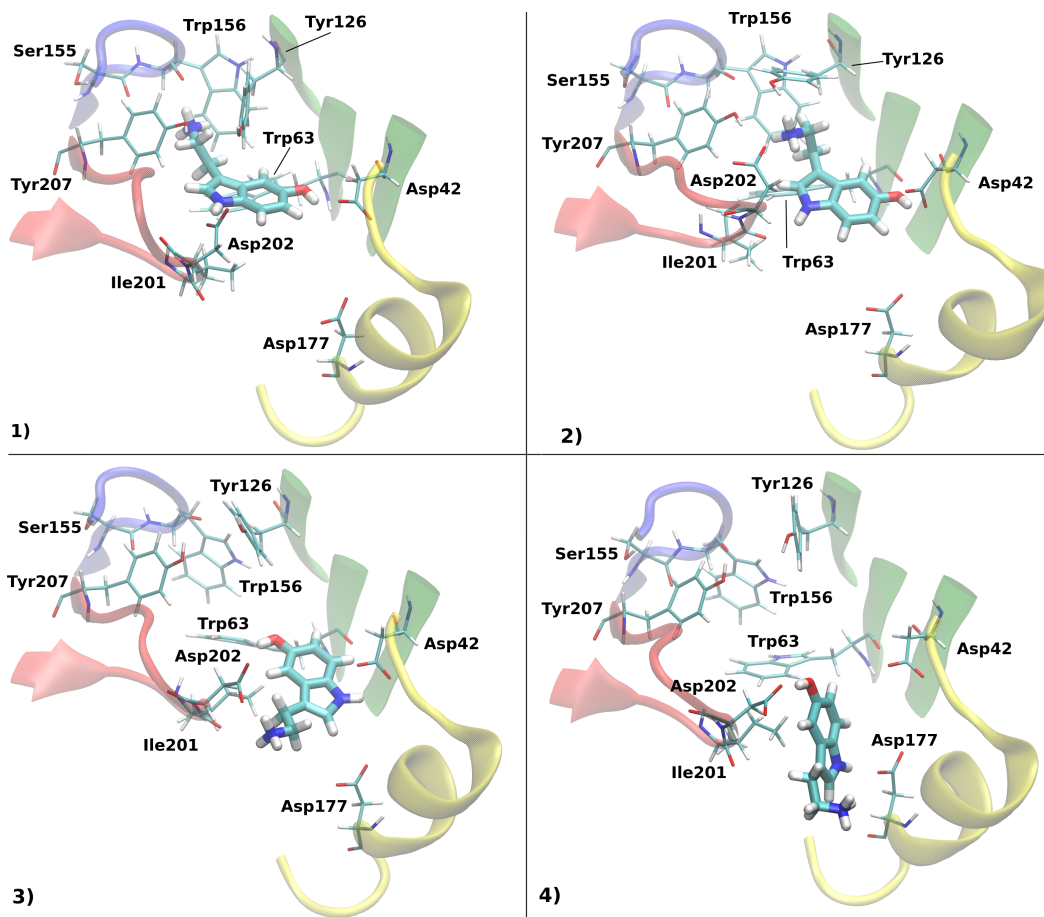 Trp156
Tyr126
Ser155
Trp63
Tyr207
Asp42
Asp202
Ile201
Asp177
1)
Trp156
Tyr126
Ser155
Tyr207
Asp202
Asp42
Ile201
Trp63
Asp177
2)
Tyr126
Ser155
Tyr207
Trp156
Trp63
Asp42
Asp202
Ile201
Asp177
3)
Tyr126
Ser155
Trp156
Tyr207
Trp63
Asp42
Asp202
Asp177
Ile201
4)